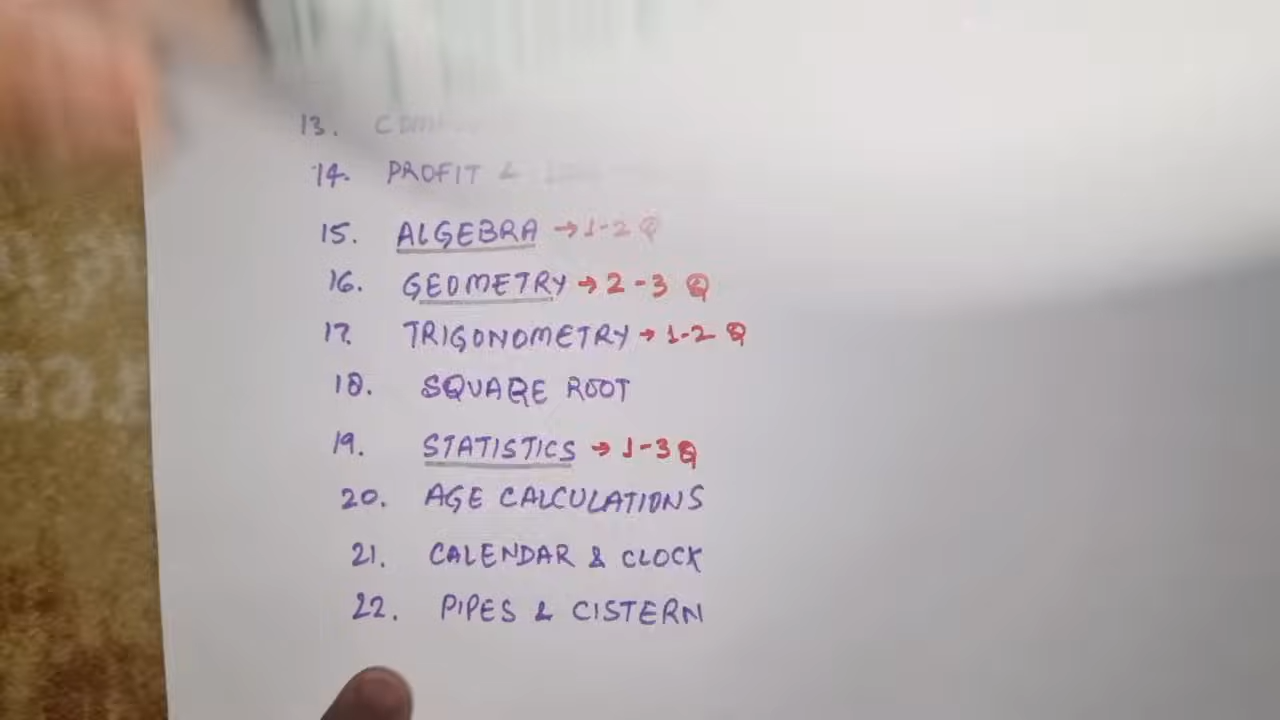 13.
14. PROFIT &
15. ALGEBRA → 1-2 Q
16. GEOMETRY → 2-3 Q
17. TRIGONOMETRY → 1-2 Q
18. SQUARE ROOT
19. STATISTICS → 1-3 Q
20. AGE CALCULATIONS
21. CALENDAR & CLOCK
22. PIPES & CISTERN